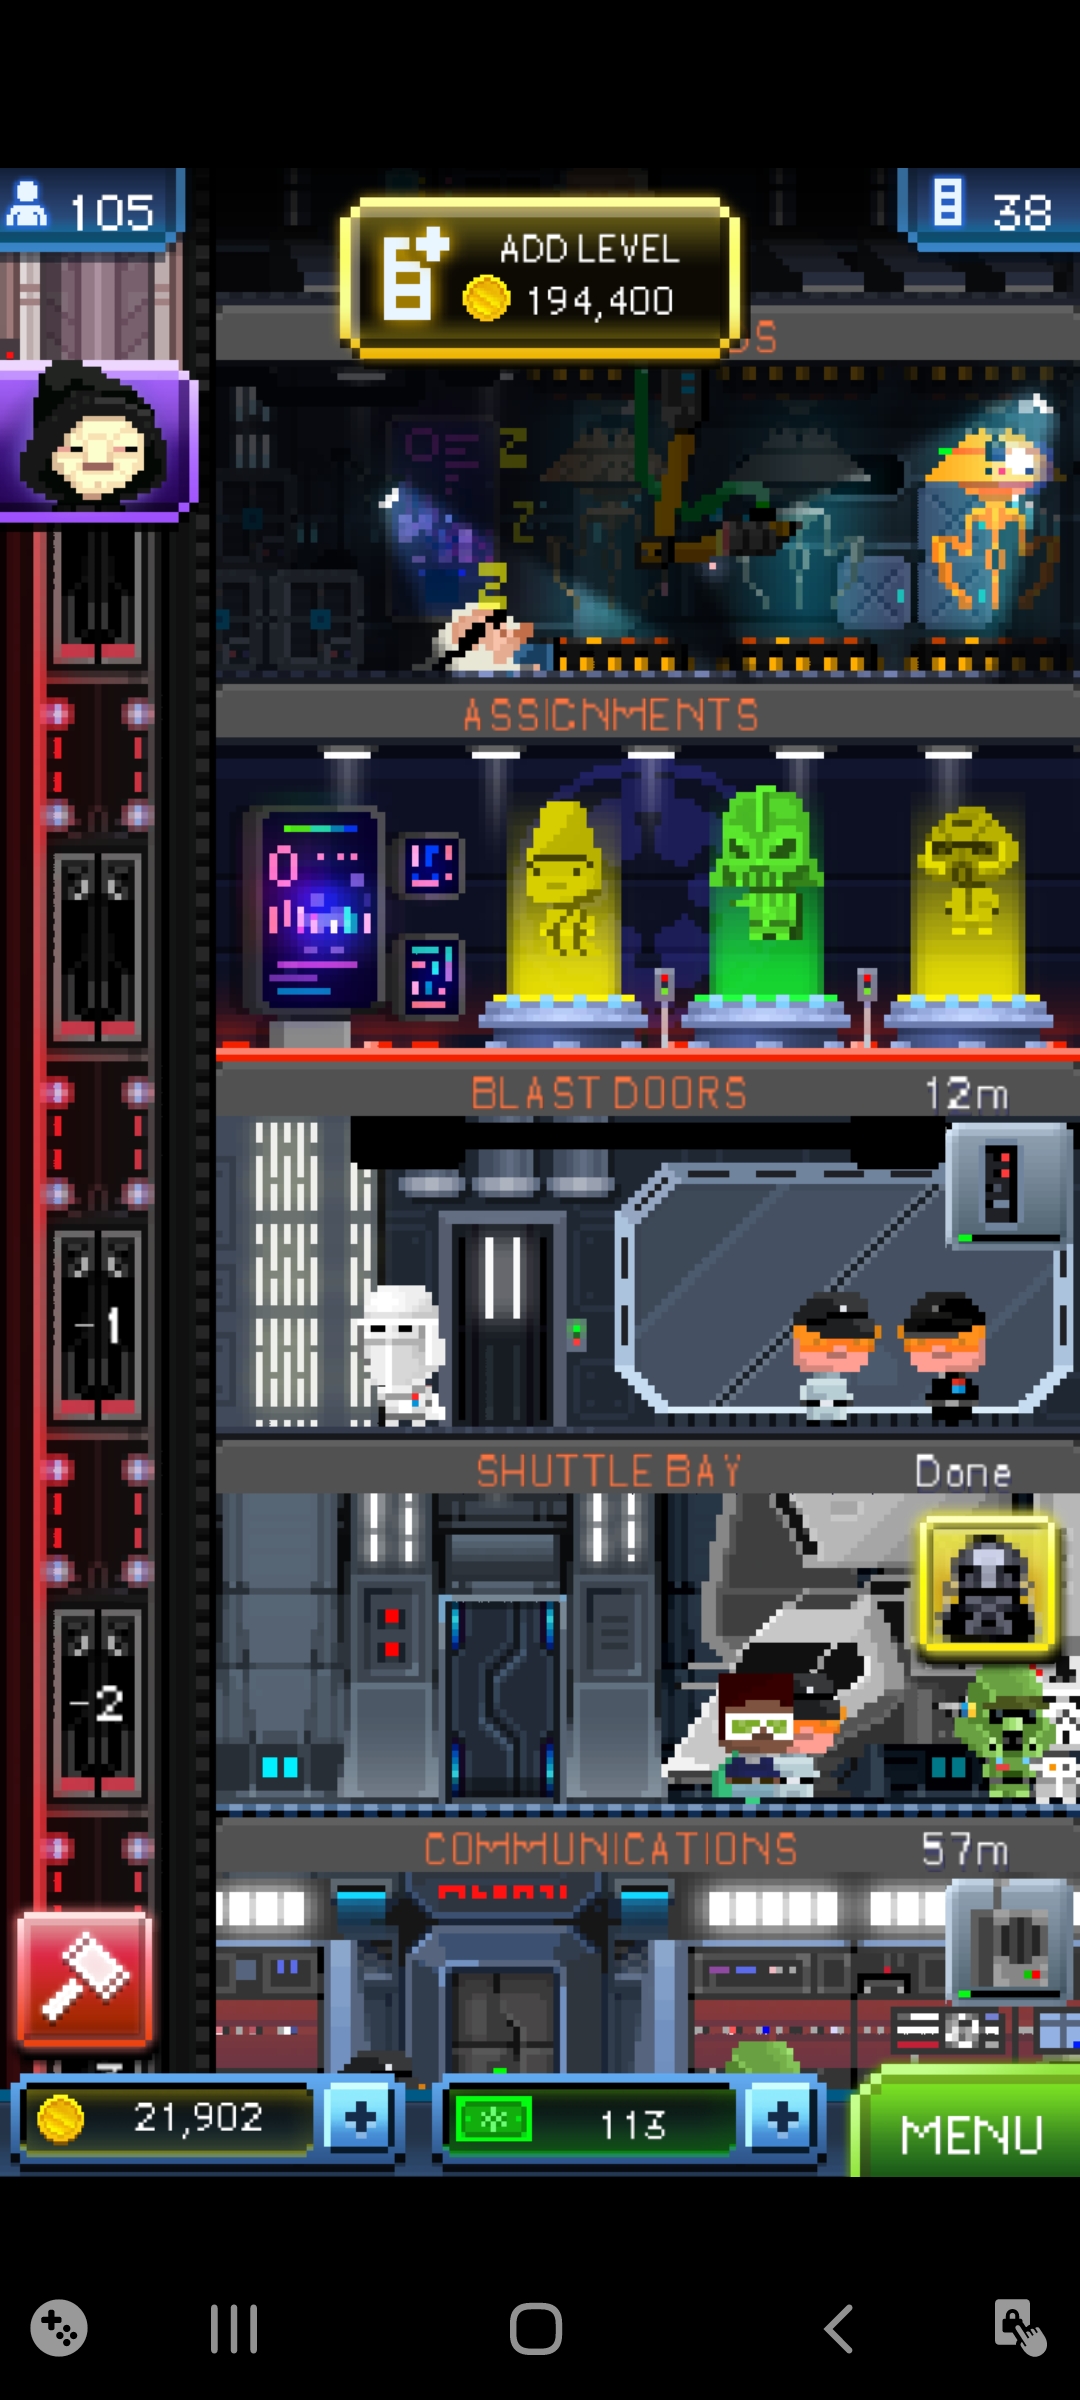 105
ADD LEVEL
194,400
38
ASSIGNMENTS
BLAST DOORS
12m
-1
SHUTTLE BAY
Done
-2
COMMUNICATIONS
57m
21,902
113
MENU